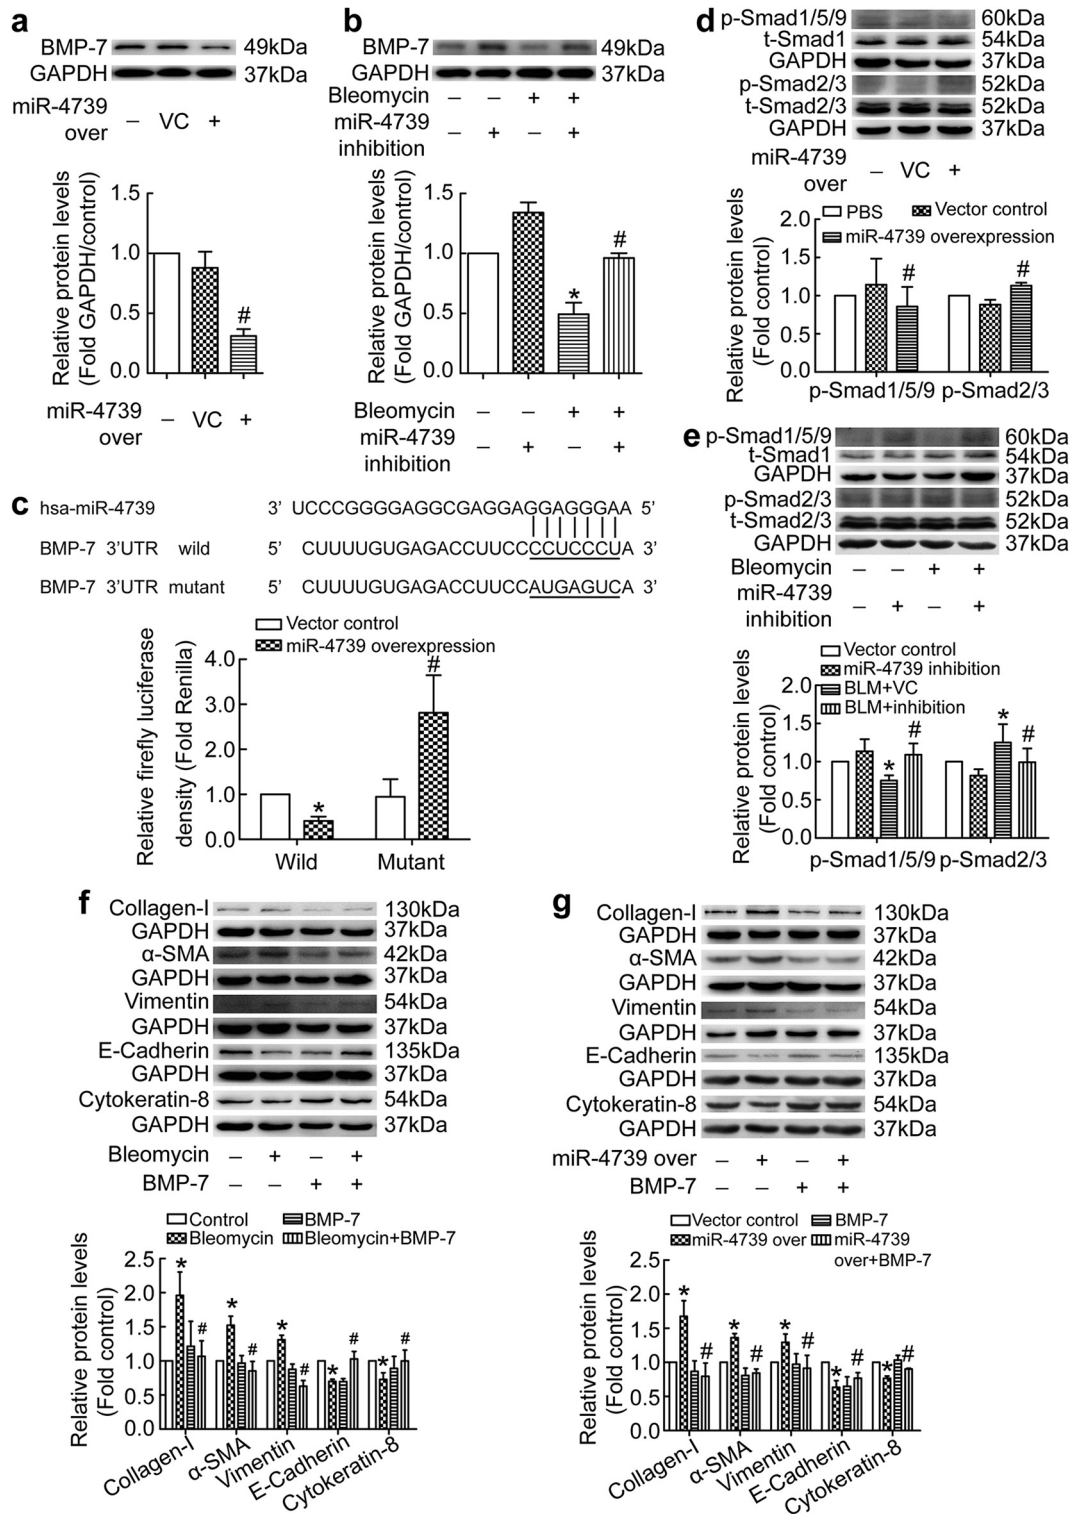 a
BMP-7 49kDa
GAPDH 37kDa
miR-4739
over – VC +
Relative protein levels
(Fold GAPDH/control)
1.5
1.0
0.5
0.0
miR-4739
over – VC +
b
BMP-7 49kDa
GAPDH 37kDa
Bleomycin – – + +
miR-4739
inhibition – + – +
Relative protein levels
(Fold GAPDH/control)
1.5
1.0
0.5
0.0
#
*
#
Bleomycin – – + +
miR-4739
inhibition – + – +
c
hsa-miR-4739 3’ UCCCGGGGAGGCGAGGAGGGAGGGAA 5’
BMP-7 3’UTR wild 5’ CUUUUGUGAGACCUUCCCCCUCCCUA 3’
BMP-7 3’UTR mutant 5’ CUUUUGUGAGACCUUCCAUGAGUCA 3’
Vector control
miR-4739 overexpression
Relative firefly luciferase
density (Fold Renilla)
4.0
3.0
2.0
1.0
0.0
*
#
Wild Mutant
d
p-Smad1/5/9 60kDa
t-Smad1 54kDa
GAPDH 37kDa
p-Smad2/3 52kDa
t-Smad2/3 52kDa
GAPDH 37kDa
miR-4739
over – VC +
Relative protein levels
(Fold control)
2.0
1.5
1.0
0.5
0.0
PBS Vector control
miR-4739 overexpression
# #
p-Smad1/5/9 p-Smad2/3
e
p-Smad1/5/9 60kDa
t-Smad1 54kDa
GAPDH 37kDa
p-Smad2/3 52kDa
t-Smad2/3 52kDa
GAPDH 37kDa
Bleomycin – – + +
miR-4739
inhibition – + – +
Vector control
miR-4739 inhibition
BLM+VC
BLM+inhibition
Relative protein levels
(Fold control)
2.0
1.5
1.0
0.5
0.0
* # * #
p-Smad1/5/9 p-Smad2/3
f
Collagen-I 130kDa
GAPDH 37kDa
α-SMA 42kDa
GAPDH 37kDa
Vimentin 54kDa
GAPDH 37kDa
E-Cadherin 135kDa
GAPDH 37kDa
Cytokeratin-8 54kDa
GAPDH 37kDa
Bleomycin – + – +
BMP-7 – – + +
Control BMP-7
Bleomycin Bleomycin+BMP-7
Relative protein levels
(Fold control)
2.5
2.0
1.5
1.0
0.5
0.0
* # * # * # * # * #
Collagen-I α-SMA Vimentin E-Cadherin Cytokeratin-8
g
Collagen-I 130kDa
GAPDH 37kDa
α-SMA 42kDa
GAPDH 37kDa
Vimentin 54kDa
GAPDH 37kDa
E-Cadherin 135kDa
GAPDH 37kDa
Cytokeratin-8 54kDa
GAPDH 37kDa
miR-4739 over – + – +
BMP-7 – – + +
Vector control BMP-7
miR-4739 over miR-4739
over+BMP-7
Relative protein levels
(Fold control)
2.5
2.0
1.5
1.0
0.5
0.0
* # * # * # * # * #
Collagen-I α-SMA Vimentin E-Cadherin Cytokeratin-8